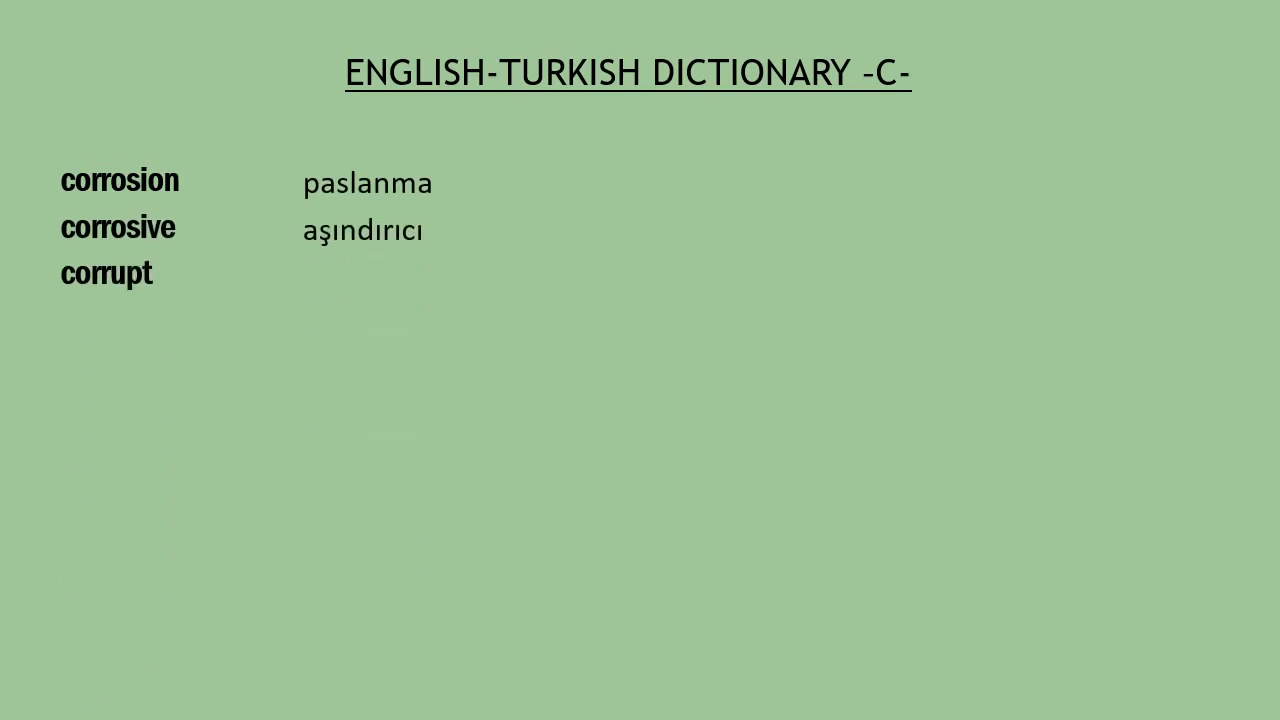 ENGLISH-TURKISH DICTIONARY –C-
corrosion paslanma
corrosive aşındırıcı
corrupt